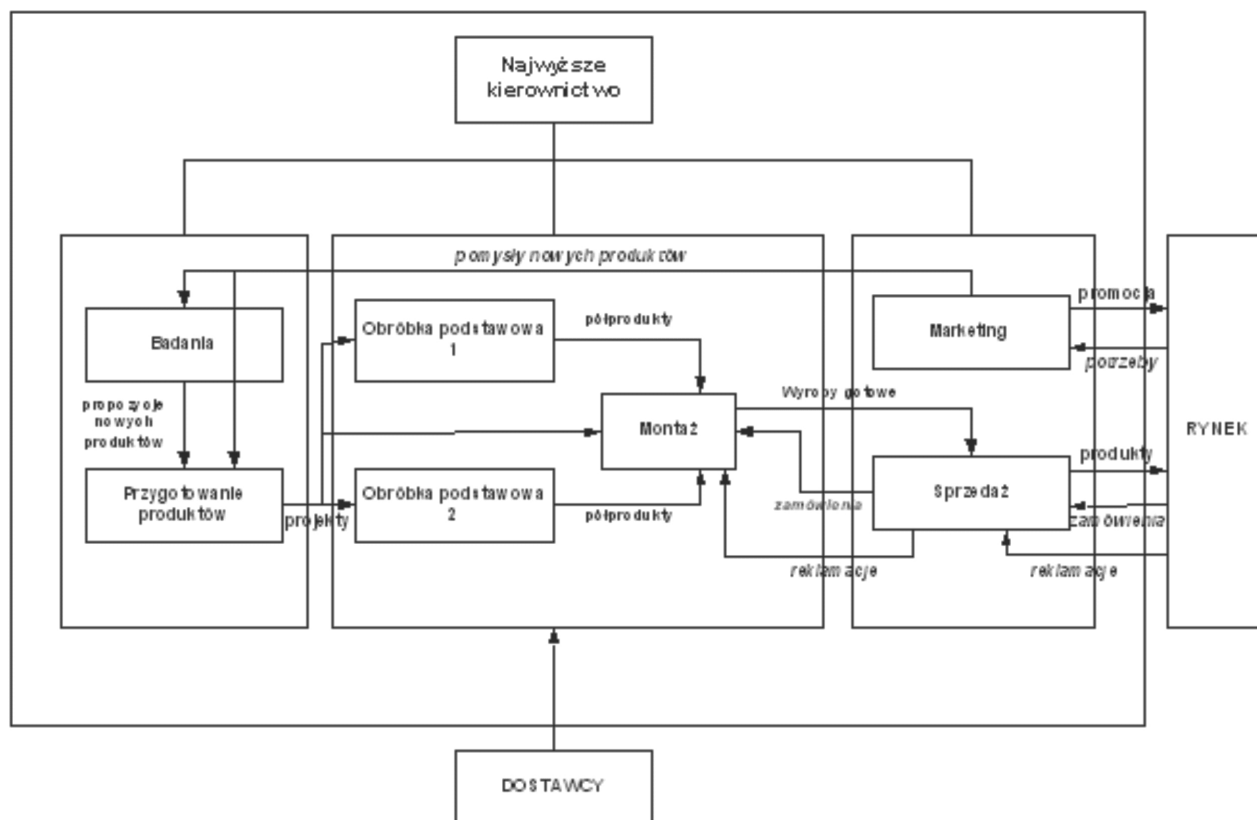 Najwyższe
kierownictwo
pomysły nowych produktów
promocja
Badania
Obróbka podstawowa
1
półprodukty
Marketing
potrzeby
propozycje
nowych
produktów
Montaż
Wyroby gotowe
RYNEK
produkty
Przygotowanie
produktów
projekty
Obróbka podstawowa
2
półprodukty
zamówienia
Sprzedaż
zamówienia
reklamacje
reklamacje
DOSTAWCY